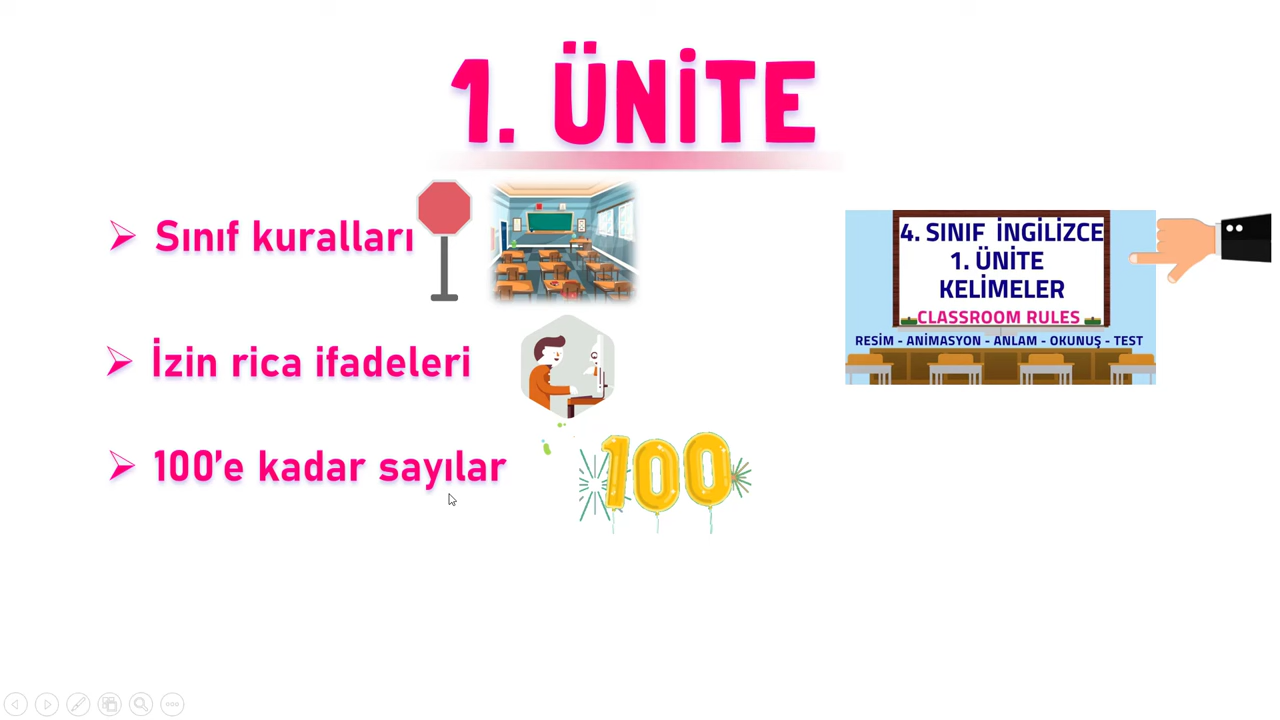 1. ÜNİTE
Sınıf kuralları
İzin rica ifadeleri
100'e kadar sayılar
100
4. SINIF İNGİLİZCE
1. ÜNİTE
KELİMELER
CLASSROOM RULES
RESİM - ANİMASYON - ANLAM - OKUNUŞ - TEST